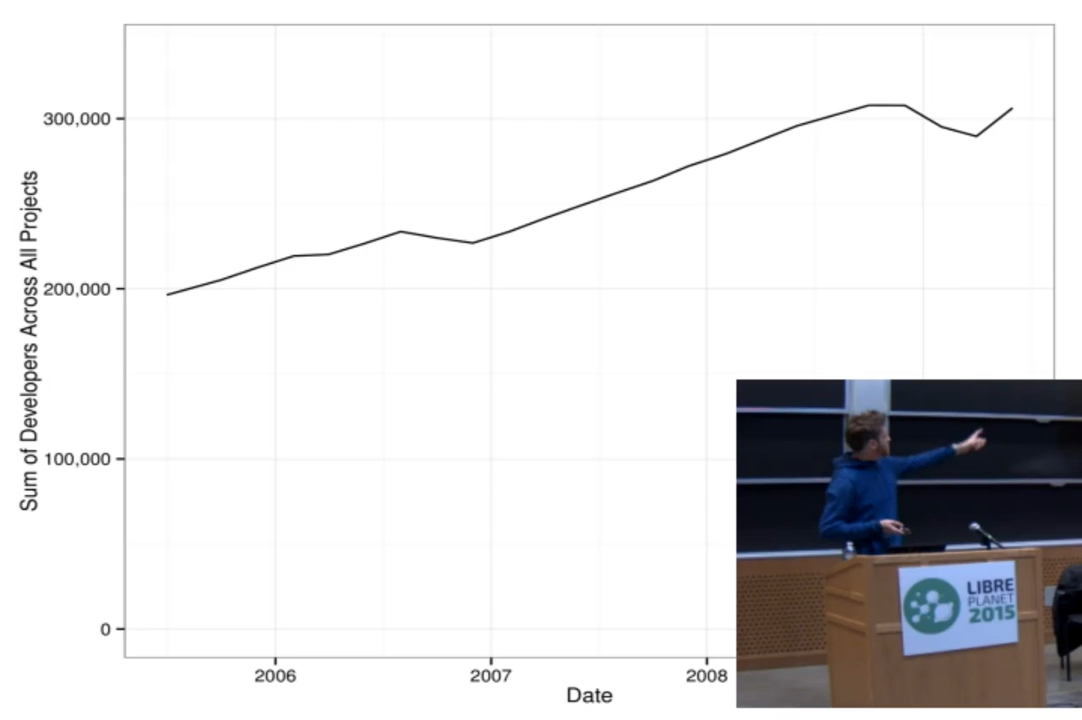 300,000
200,000
100,000
0
Sum of Developers Across All Projects
2006
2007
2008
Date
LIBRE
PLANET
2015